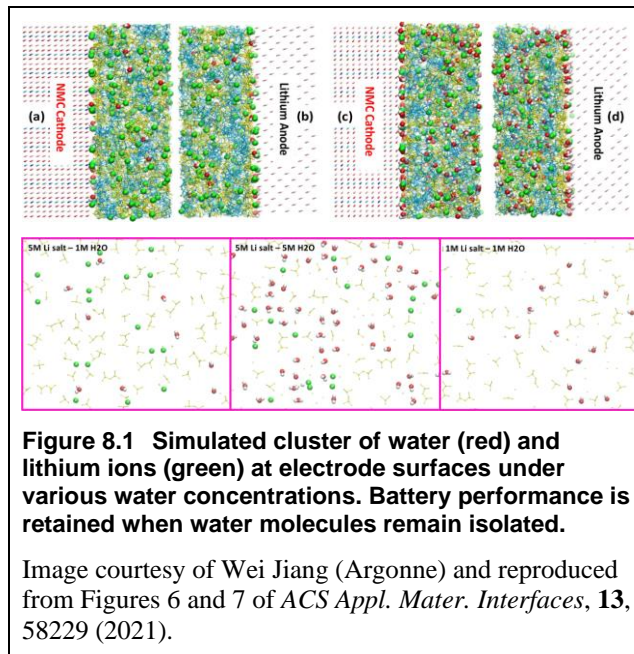 (a)
NMC Cathode
Lithium Anode
(b)
(c)
NMC Cathode
Lithium Anode
(d)
5M Li salt – 1M H2O
5M Li salt – 5M H2O
1M Li salt – 1M H2O
Figure 8.1 Simulated cluster of water (red) and
lithium ions (green) at electrode surfaces under
various water concentrations. Battery performance is
retained when water molecules remain isolated.
Image courtesy of Wei Jiang (Argonne) and reproduced
from Figures 6 and 7 of ACS Appl. Mater. Interfaces, 13,
58229 (2021).